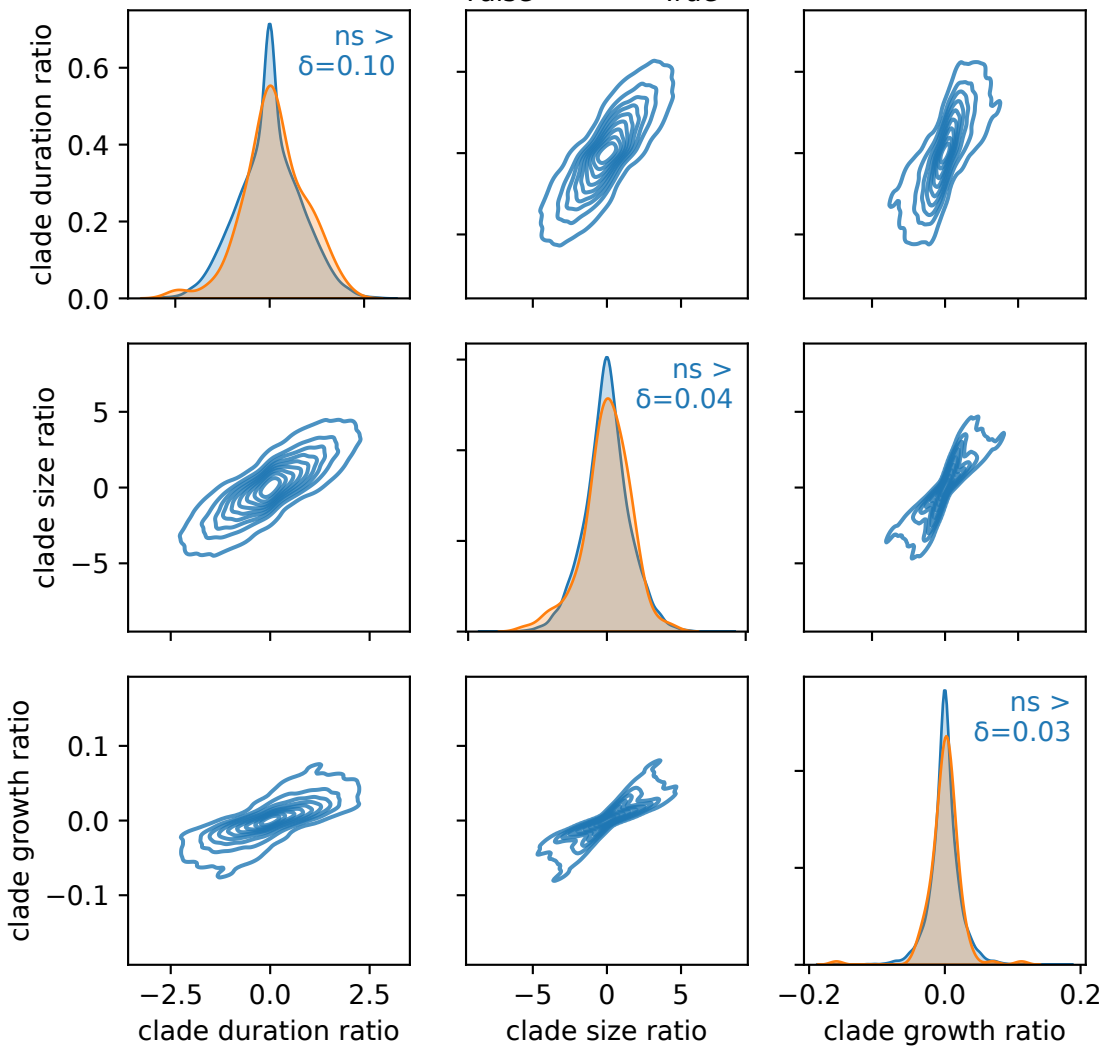 clade duration ratio
0.6
0.4
0.2
0.0
ns >
δ=0.10
clade size ratio
5
0
−5
ns >
δ=0.04
clade growth ratio
0.1
0.0
−0.1
ns >
δ=0.03
−2.5 0.0 2.5
−5 0 5
−0.2 0.0 0.2
clade duration ratio
clade size ratio
clade growth ratio